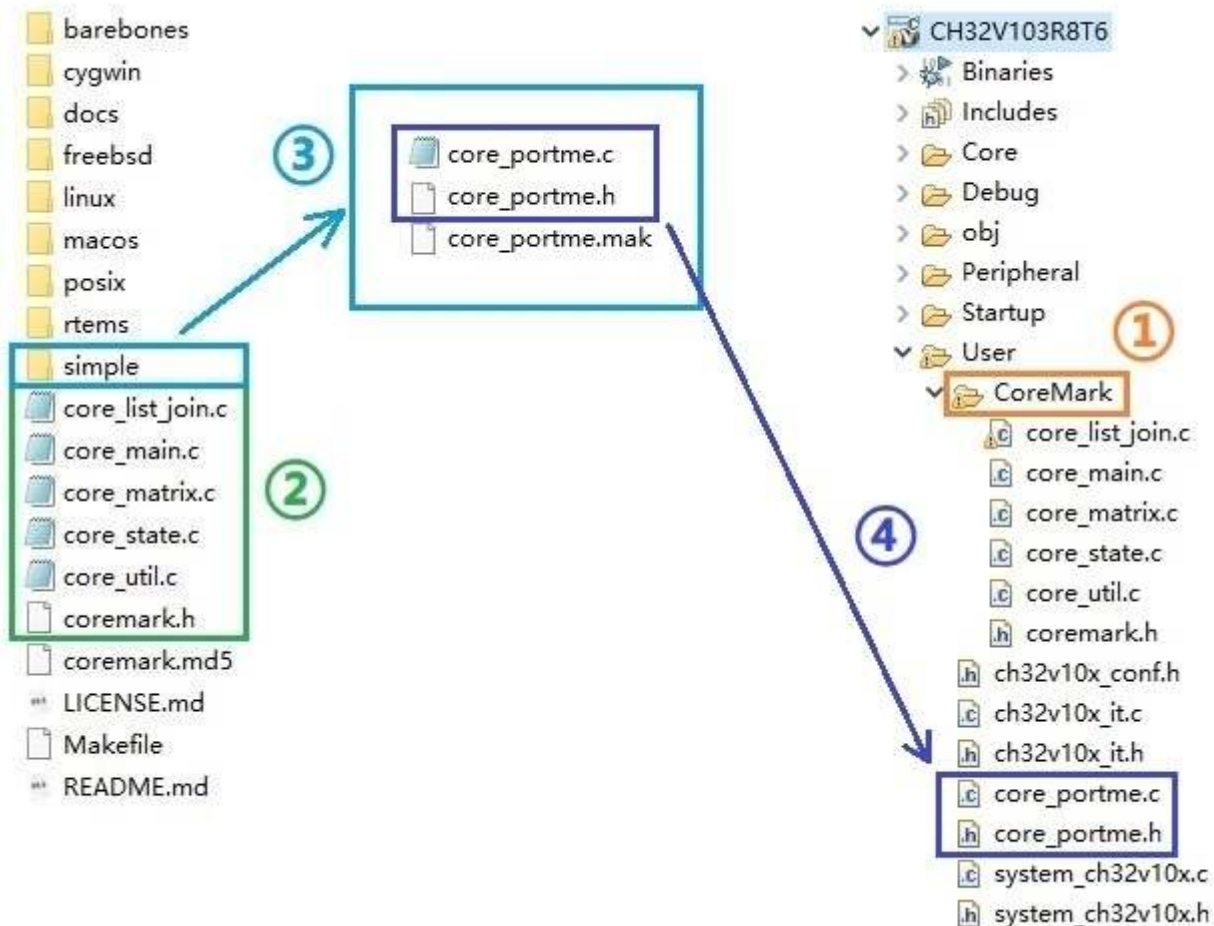 barebones
cygwin
docs
freebsd
linux
macos
posix
rtems
simple
core_list_join.c
core_main.c
core_matrix.c
core_state.c
core_util.c
coremark.h
coremark.md5
LICENSE.md
Makefile
README.md
②
③
core_portme.c
core_portme.h
core_portme.mak
④
CH32V103R8T6
Binaries
Includes
Core
Debug
obj
Peripheral
Startup
①
User
CoreMark
core_list_join.c
core_main.c
core_matrix.c
core_state.c
core_util.c
coremark.h
ch32v10x_conf.h
ch32v10x_it.c
ch32v10x_it.h
core_portme.c
core_portme.h
system_ch32v10x.c
system_ch32v10x.h